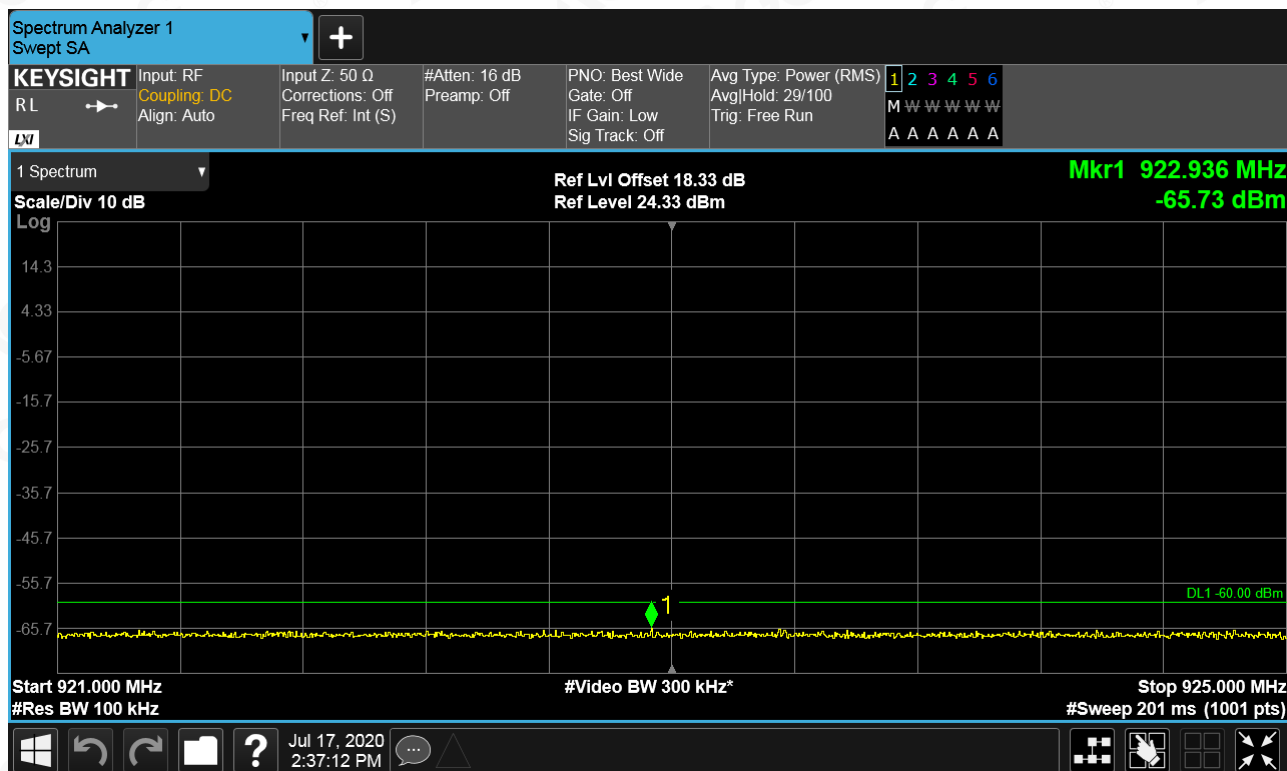 Spectrum Analyzer 1
Swept SA
+
KEYSIGHT
R L
LXI
Input: RF
Coupling: DC
Align: Auto
Input Z: 50 Ω
Corrections: Off
Freq Ref: Int (S)
#Atten: 16 dB
Preamp: Off
PNO: Best Wide
Gate: Off
IF Gain: Low
Sig Track: Off
Avg Type: Power (RMS)
Avg|Hold: 29/100
Trig: Free Run
1 2 3 4 5 6
M W W W W W
A A A A A A
1 Spectrum
Scale/Div 10 dB
Ref Lvl Offset 18.33 dB
Ref Level 24.33 dBm
Mkr1 922.936 MHz
-65.73 dBm
Log
14.3
4.33
-5.67
-15.7
-25.7
-35.7
-45.7
-55.7
DL1 -60.00 dBm
1
-65.7
Start 921.000 MHz
#Res BW 100 kHz
#Video BW 300 kHz*
Stop 925.000 MHz
#Sweep 201 ms (1001 pts)
?
Jul 17, 2020
2:37:12 PM